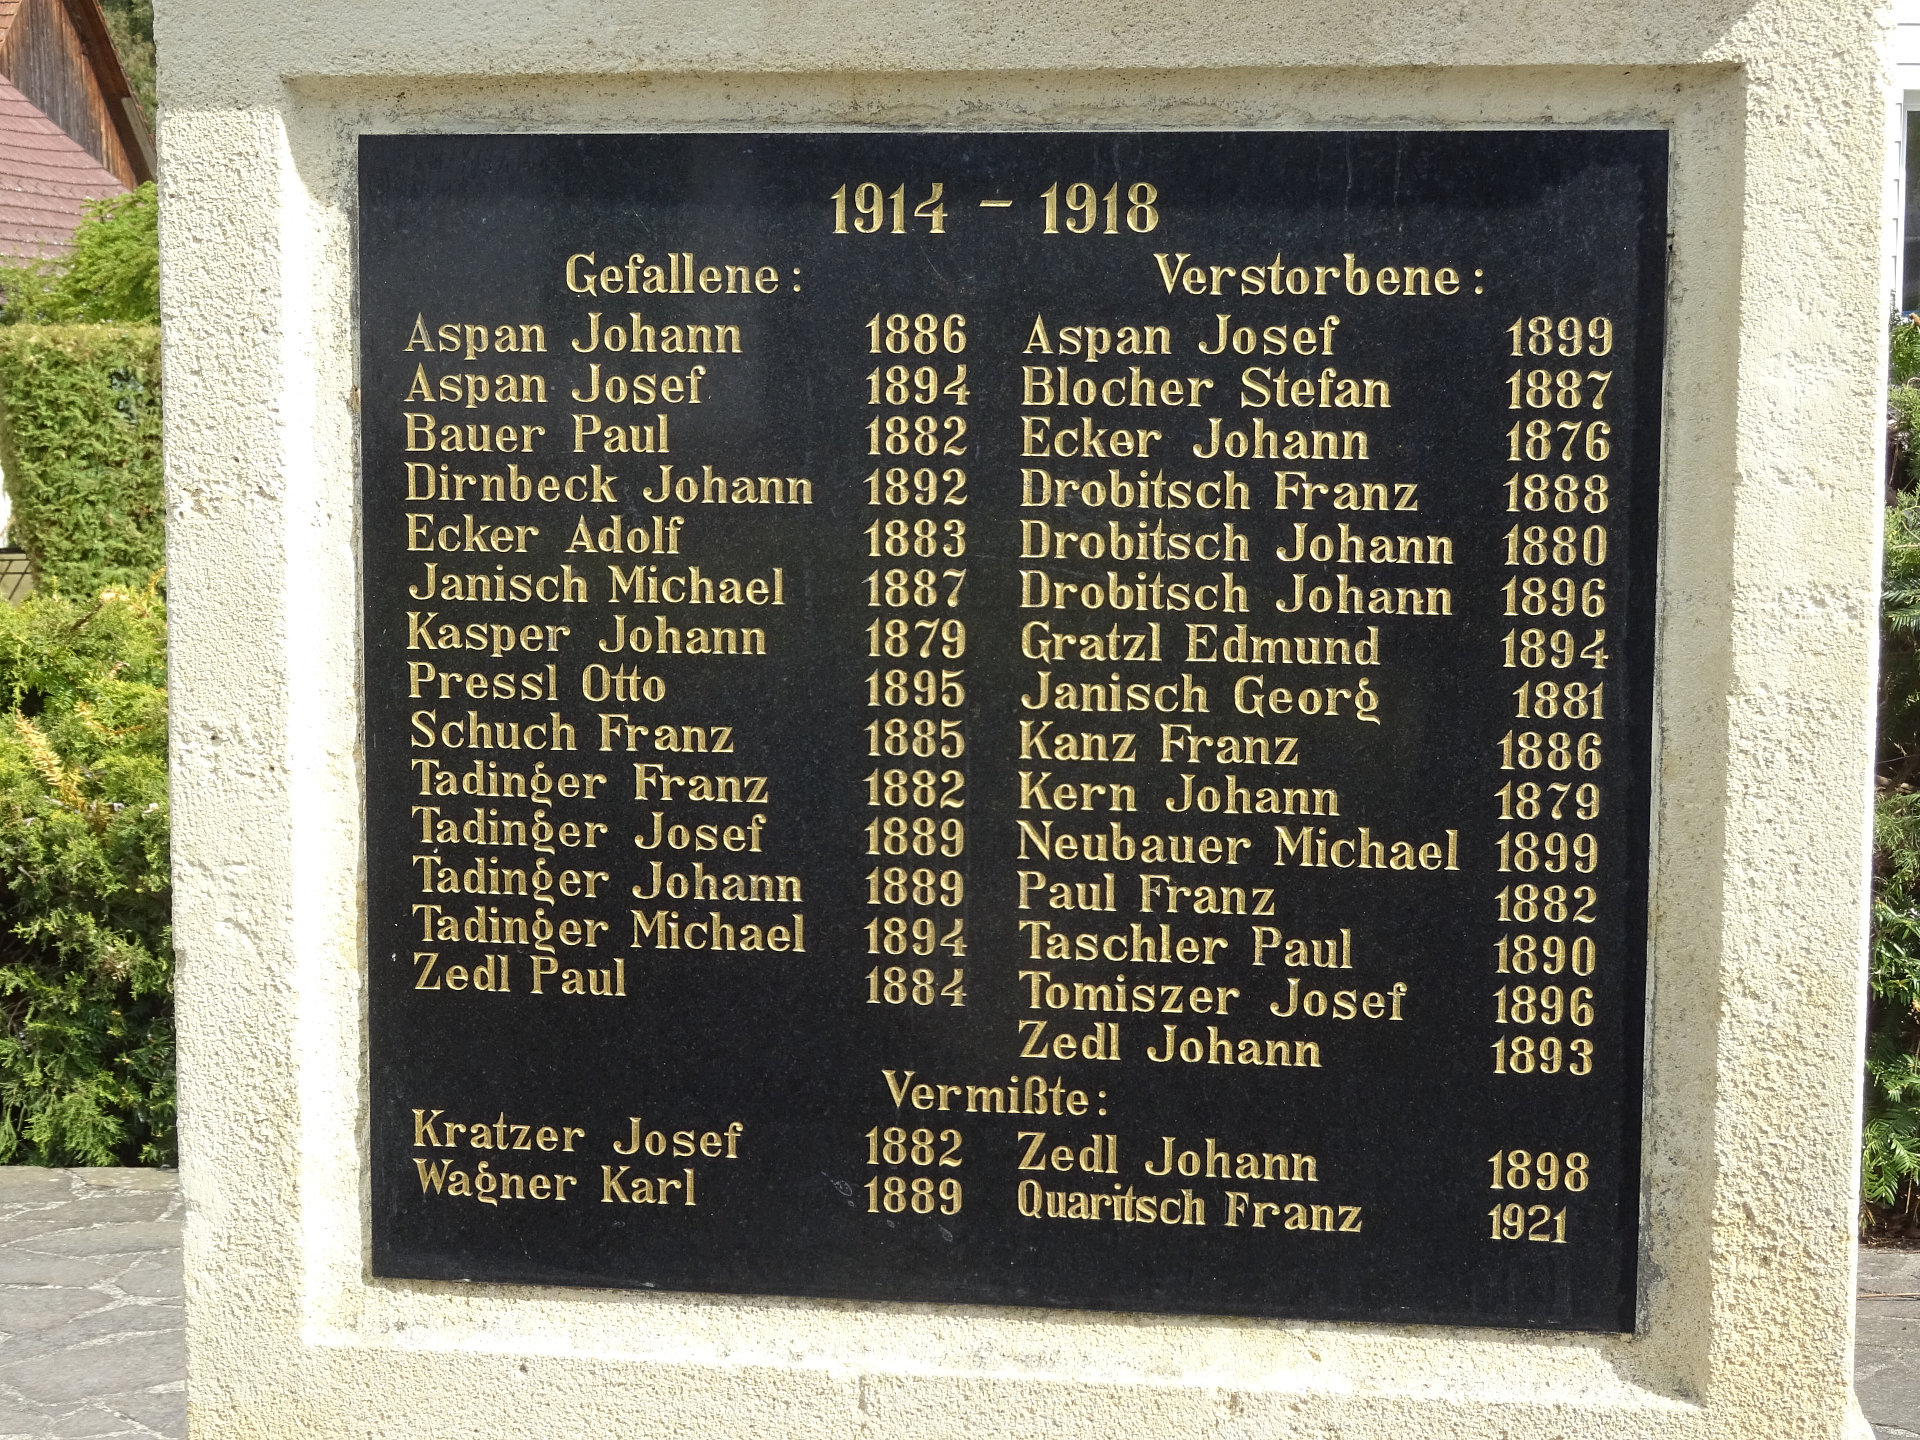 1914 - 1918
Gefallene:
Aspan Johann 1886
Aspan Josef 1894
Bauer Paul 1882
Dirnbeck Johann 1892
Ecker Adolf 1883
Janisch Michael 1887
Kasper Johann 1879
Pressl Otto 1895
Schuch Franz 1885
Tadinger Franz 1882
Tadinger Josef 1889
Tadinger Johann 1889
Tadinger Michael 1894
Zedl Paul 1884
Verstorbene:
Aspan Josef 1899
Blocher Stefan 1887
Ecker Johann 1876
Drobitsch Franz 1888
Drobitsch Johann 1880
Drobitsch Johann 1896
Gratzl Edmund 1894
Janisch Georg 1881
Kanz Franz 1886
Kern Johann 1879
Neubauer Michael 1899
Paul Franz 1882
Taschler Paul 1890
Tomiszer Josef 1896
Zedl Johann 1893
Vermißte:
Kratzer Josef 1882
Wagner Karl 1889
Zedl Johann 1898
Quaritsch Franz 1921